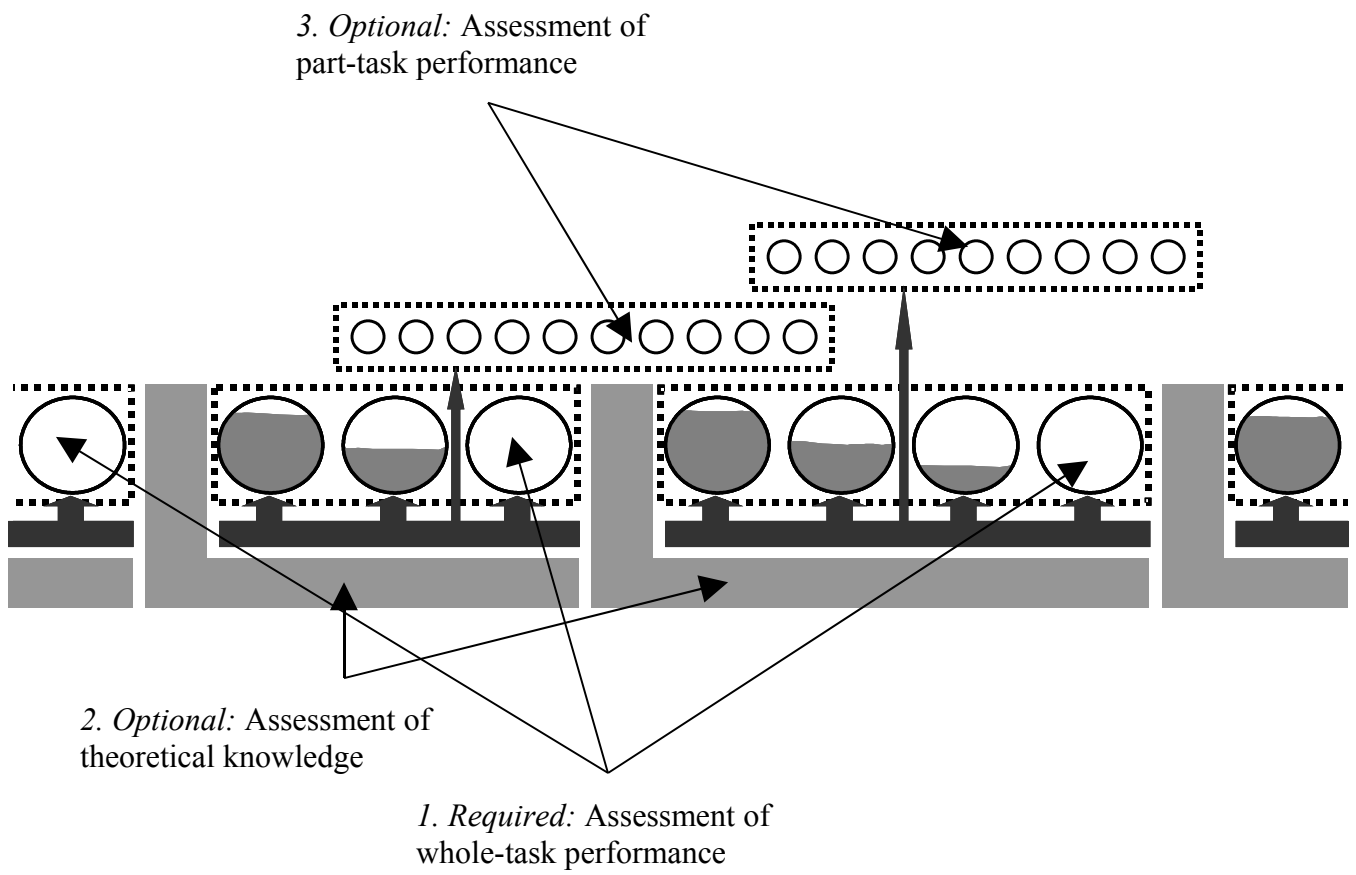 3. Optional: Assessment of
part-task performance
2. Optional: Assessment of
theoretical knowledge
1. Required: Assessment of
whole-task performance